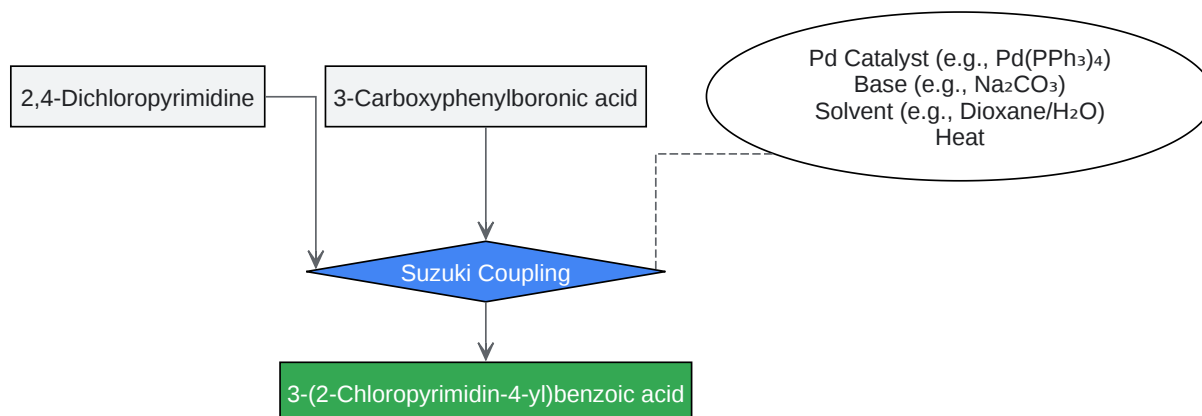 2,4-Dichloropyrimidine
3-Carboxyphenylboronic acid
Pd Catalyst (e.g., Pd(PPh₃)₄)
Base (e.g., Na₂CO₃)
Solvent (e.g., Dioxane/H₂O)
Heat
Suzuki Coupling
3-(2-Chloropyrimidin-4-yl)benzoic acid